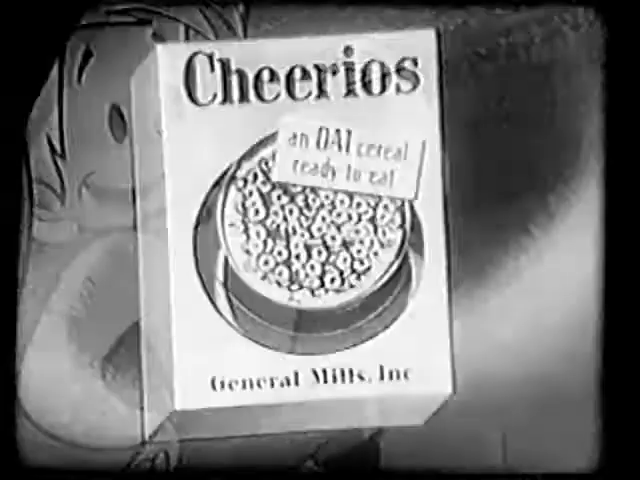 Cheerios
an OAT cereal
ready to eat
General Mills, Inc